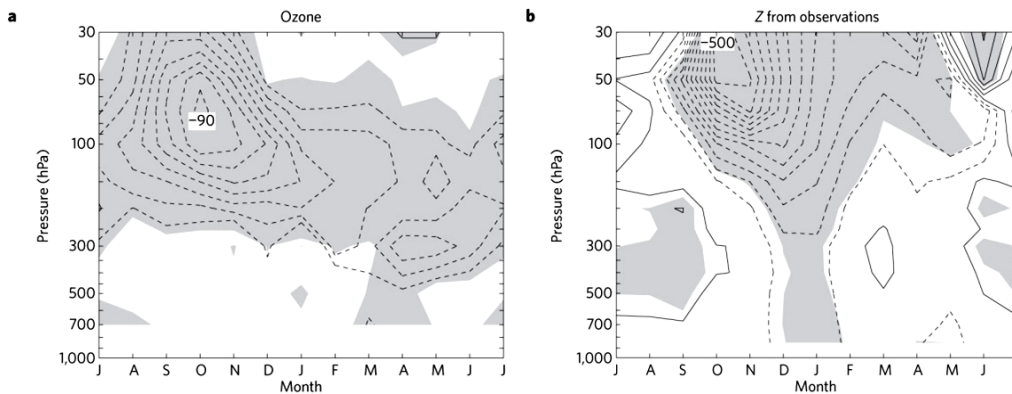 a
Ozone
30
50
100
300
500
700
1,000
Pressure (hPa)
−90
J A S O N D J F M A M J J
Month
b
Z from observations
30
50
100
300
500
700
1,000
Pressure (hPa)
−500
J A S O N D J F M A M J
Month